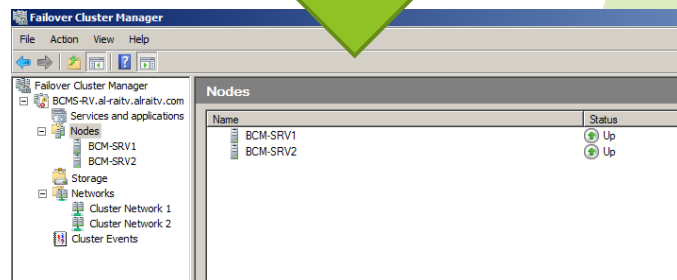 Failover Cluster Manager
File Action View Help
Failover Cluster Manager
BCMS-RV.al-raitv.alraitv.com
Services and applications
Nodes
BCM-SRV1
BCM-SRV2
Storage
Networks
Cluster Network 1
Cluster Network 2
Cluster Events
Nodes
Name Status
BCM-SRV1 Up
BCM-SRV2 Up